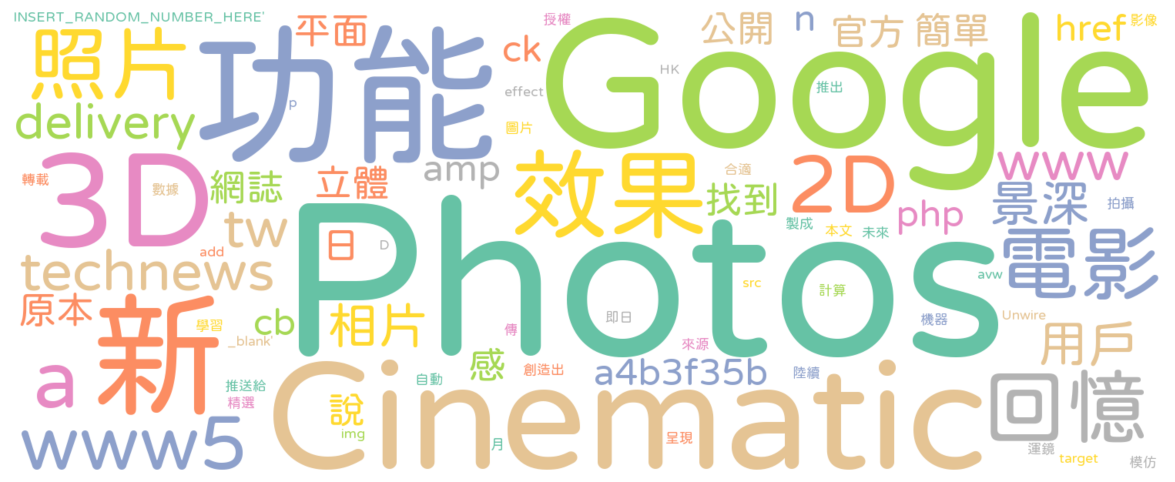 INSERT_RANDOM_NUMBER_HERE'
平面
授權
公開
n
官方
簡單
href
影像
照片
功能
ck
Google
HK
effect
推出
p
delivery
圖片
3D
轉載
數據
網誌
立體
amp
效果
合適
找到
2D
www
php
景深
拍攝
tw
日
D
製成
本文
未來
add
technews
Photos
電影
avw
src
計算
原本
新
學習
_blank'
cb
相片
傳
即日
來源
機器
Unwire
用戶
a
推送給
精選
自動
感
創造出
a4b3f35b
陸續
回憶
www5
Cinematic
說
img
月
呈現
運鏡
target
模仿